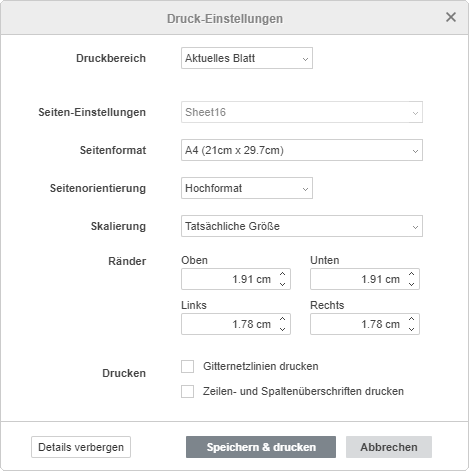 Druck-Einstellungen
Druckbereich Aktuelles Blatt
Seiten-Einstellungen Sheet16
Seitenformat A4 (21cm x 29.7cm)
Seitenorientierung Hochformat
Skalierung Tatsächliche Größe
Ränder Oben Unten
1.91 cm 1.91 cm
Links Rechts
1.78 cm 1.78 cm
Drucken Gitternetzlinien drucken
Zeilen- und Spaltenüberschriften drucken
Details verbergen Speichern & drucken Abbrechen